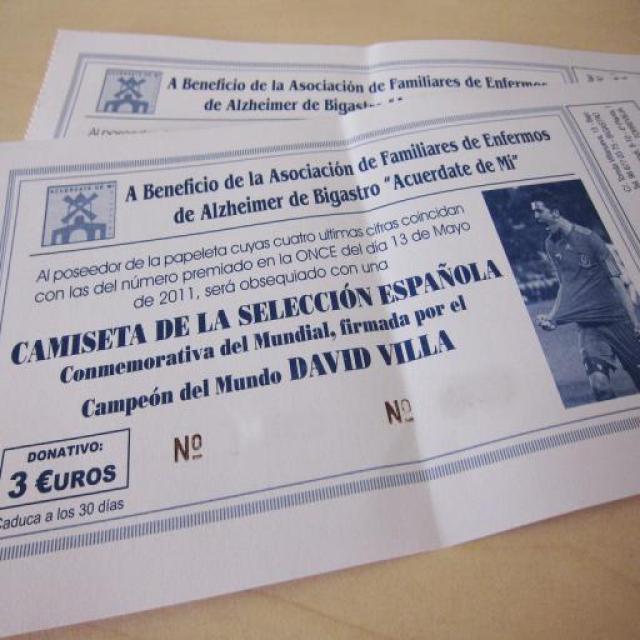 A Beneficio de la Asociación de Familiares de Enfermos
de Alzheimer de Bigastro
Al poseedor
A Beneficio de la Asociación de Familiares de Enfermos
de Alzheimer de Bigastro "Acuerdate de Mi"
ACUERDATE DE MI
Al poseedor de la papeleta cuyas cuatro ultimas cifras coincidan
con las del número premiado en la ONCE del día 13 de Mayo
de 2011, será obsequiado con una
CAMISETA DE LA SELECCIÓN ESPAÑOLA
Conmemorativa del Mundial, firmada por el
Campeón del Mundo DAVID VILLA
Nº Nº
DONATIVO:
3 €UROS
Caduca a los 30 días